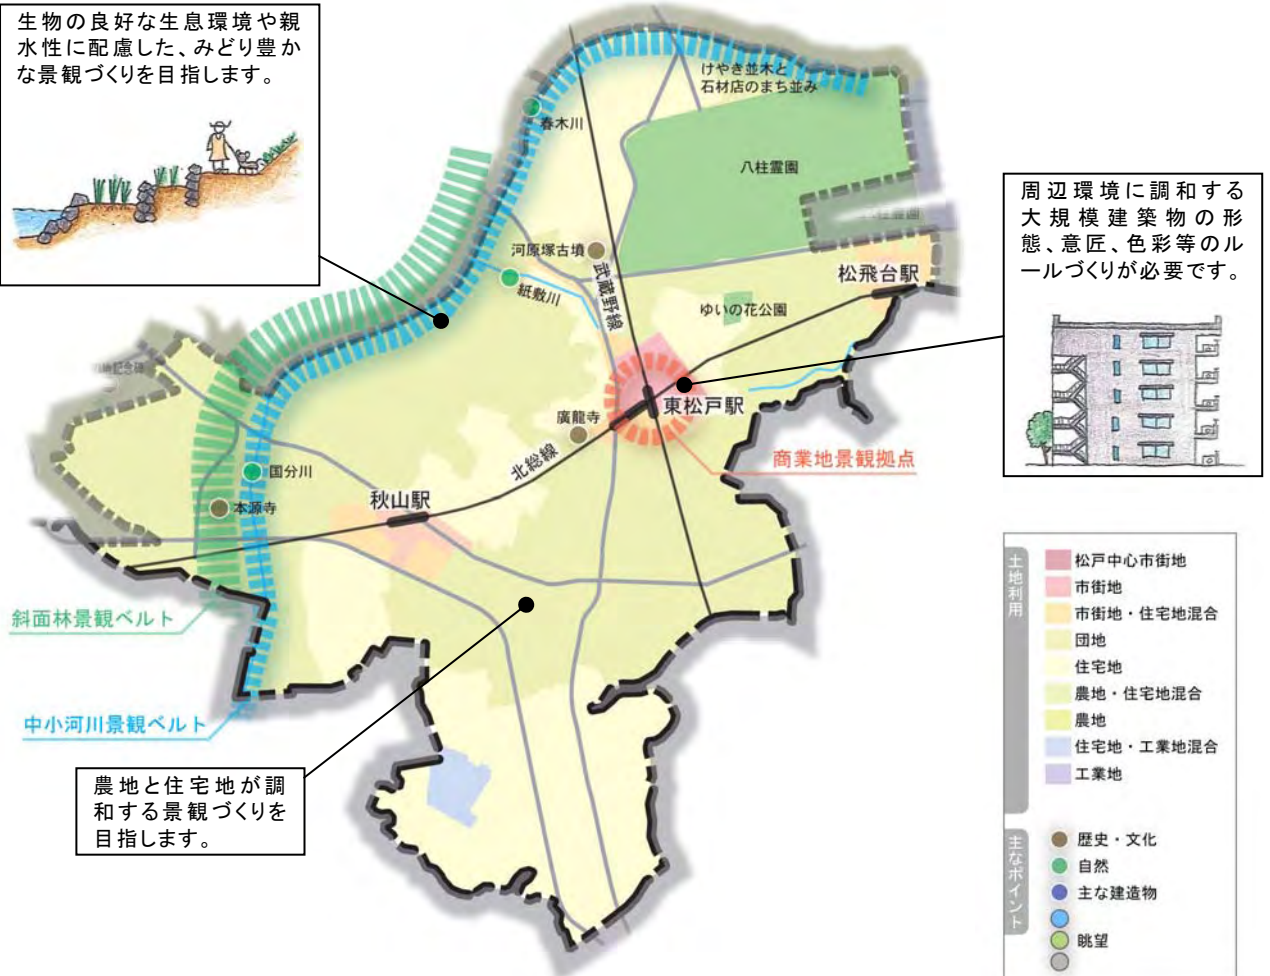 生物の良好な生息環境や親
水性に配慮した、みどり豊か
な景観づくりを目指します。
けやき並木と
石材店のまち並み
春木川
八柱霊園
周辺環境に調和する
大規模建築物の形
態、意匠、色彩等のル
ールづくりが必要です。
河原塚古墳
武蔵野線
松飛台駅
紙敷川
ゆいの花公園
東松戸駅
廣龍寺
北総線
商業地景観拠点
国分川
秋山駅
本源寺
斜面林景観ベルト
中小河川景観ベルト
農地と住宅地が調
和する景観づくりを
目指します。
土地利用
松戸中心市街地
市街地
市街地・住宅地混合
団地
住宅地
農地・住宅地混合
農地
住宅地・工業地混合
工業地
主なポイント
歴史・文化
自然
主な建造物
眺望